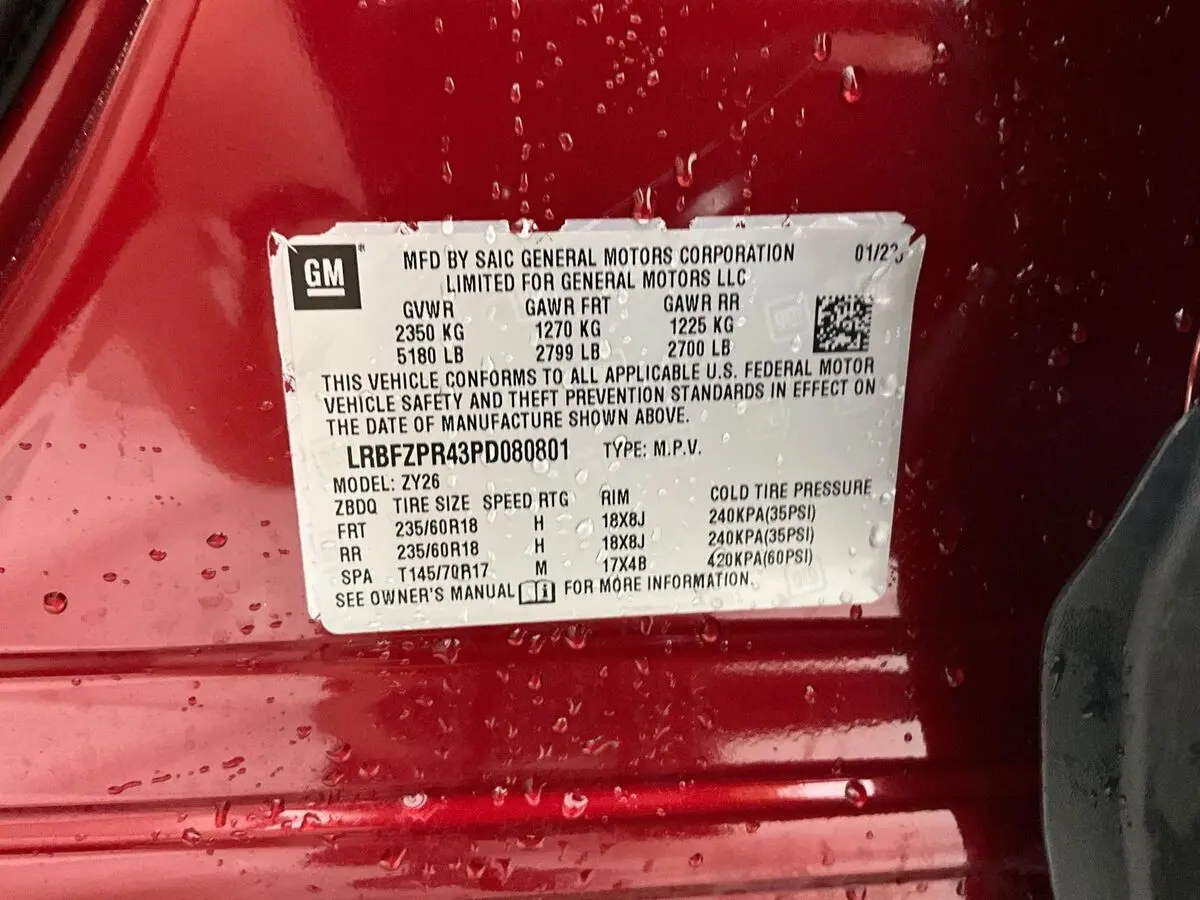 GM
MFD BY SAIC GENERAL MOTORS CORPORATION 01/23
LIMITED FOR GENERAL MOTORS LLC
GVWR GAWR FRT GAWR RR
2350 KG 1270 KG 1225 KG
5180 LB 2799 LB 2700 LB
THIS VEHICLE CONFORMS TO ALL APPLICABLE U.S. FEDERAL MOTOR
VEHICLE SAFETY AND THEFT PREVENTION STANDARDS IN EFFECT ON
THE DATE OF MANUFACTURE SHOWN ABOVE.
LRBFZPR43PD080801 TYPE: M.P.V.
MODEL: ZY26
ZBDQ TIRE SIZE SPEED RTG RIM COLD TIRE PRESSURE
FRT 235/60R18 H 18X8J 240KPA(35PSI)
RR 235/60R18 H 18X8J 240KPA(35PSI)
SPA T145/70R17 M 17X4B 420KPA(60PSI)
SEE OWNER'S MANUAL FOR MORE INFORMATION.